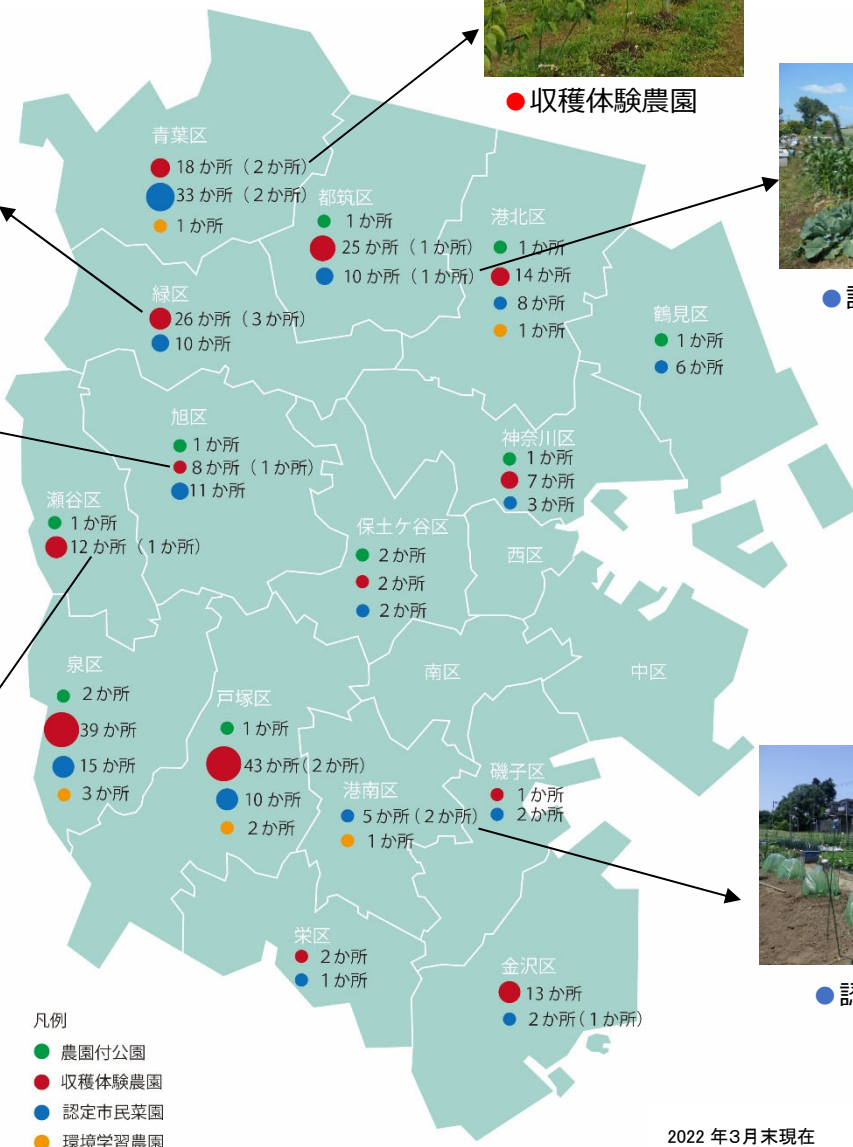 ● 収穫体験農園
● 認
青葉区
18 か所（2か所）
33 か所（2か所）
1 か所
都筑区
1 か所
25 か所（1か所）
10 か所（1か所）
港北区
1 か所
14 か所
8 か所
1 か所
鶴見区
1 か所
6 か所
緑区
26 か所（3か所）
10 か所
旭区
1 か所
8 か所（1か所）
11 か所
神奈川区
1 か所
7 か所
3 か所
瀬谷区
1 か所
12 か所（1か所）
保土ケ谷区
2 か所
2 か所
2 か所
西区
南区
中区
泉区
2 か所
39 か所
15 か所
3 か所
戸塚区
1 か所
43 か所(2か所)
10 か所
2 か所
港南区
5 か所(2か所)
1 か所
磯子区
1 か所
2 か所
● 認
栄区
2 か所
1 か所
金沢区
13 か所
2 か所(1か所)
凡例
農園付公園
収穫体験農園
認定市民菜園
環境学習農園
2022 年3月末現在